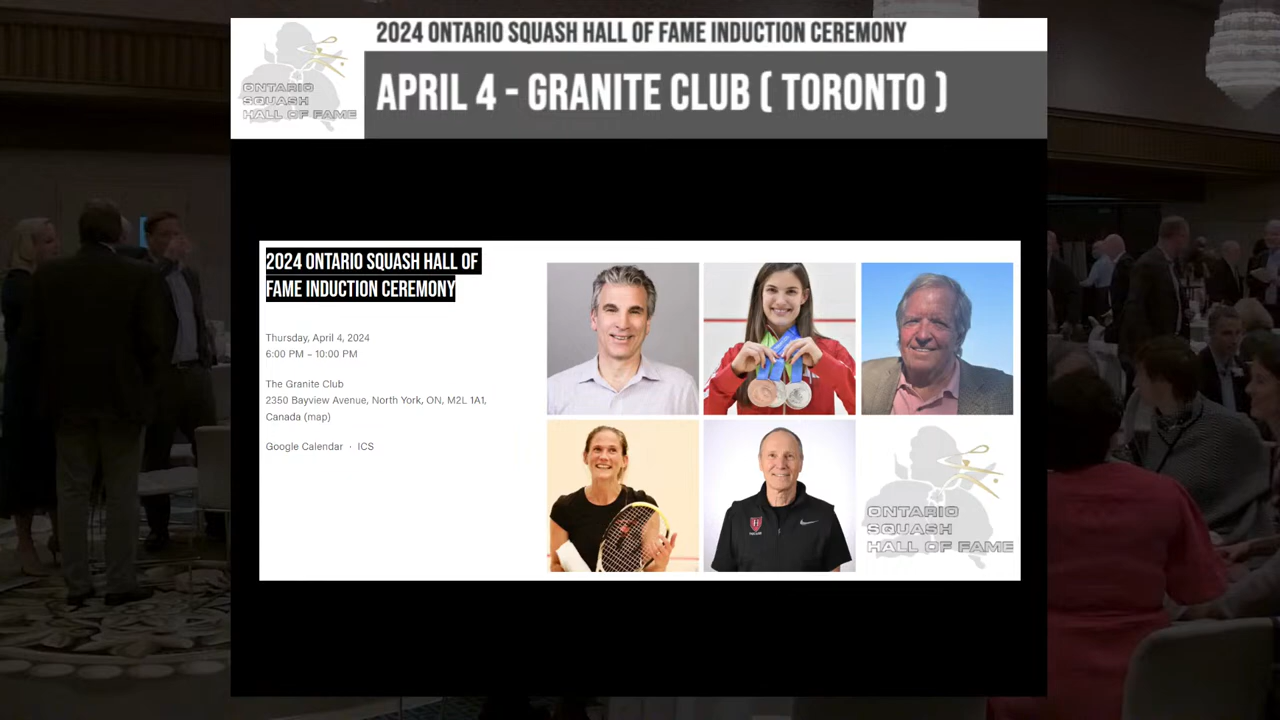 2024 ONTARIO SQUASH HALL OF FAME INDUCTION CEREMONY
ONTARIO
SQUASH
HALL OF FAME
APRIL 4 - GRANITE CLUB ( TORONTO )
2024 ONTARIO SQUASH HALL OF
FAME INDUCTION CEREMONY
Thursday, April 4, 2024
6:00 PM – 10:00 PM
The Granite Club
2350 Bayview Avenue, North York, ON, M2L 1A1,
Canada (map)
Google Calendar · ICS
ONTARIO
SQUASH
HALL OF FAME